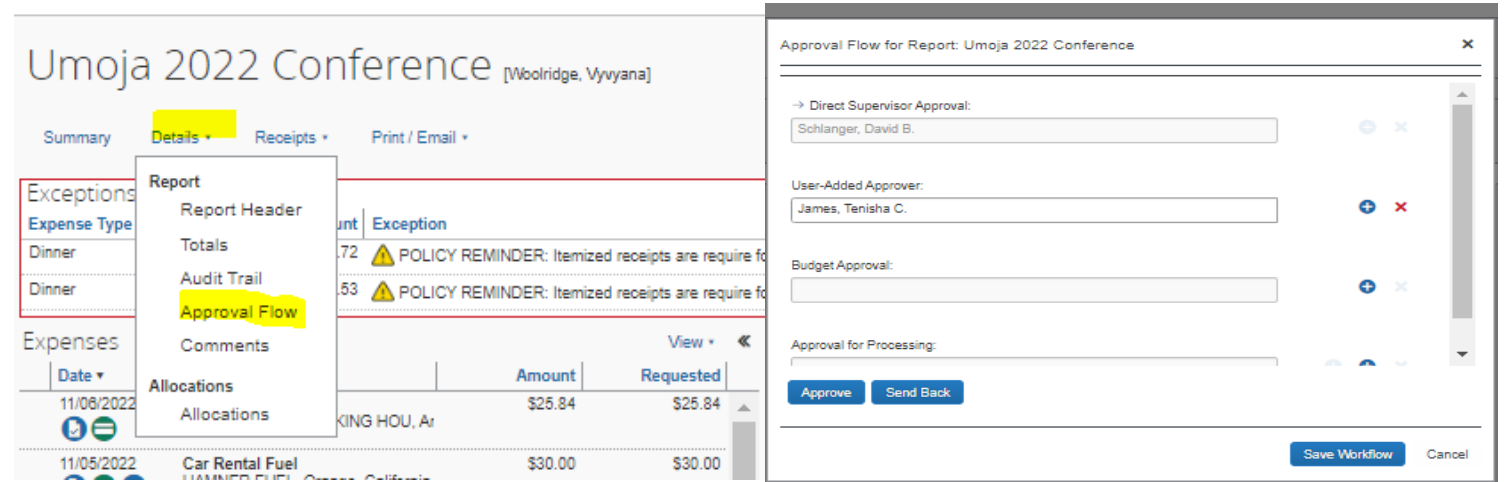 Umoja 2022 Conference [Woolridge, Vyvyana]
Summary Details Receipts Print / Email
Report
Report Header
Totals
Audit Trail
Approval Flow
Comments
Allocations
Allocations
Exceptions
Expense Type unt Exception
Dinner .72 POLICY REMINDER: Itemized receipts are require fo
Dinner .53 POLICY REMINDER: Itemized receipts are require fo
Expenses View
Date Amount Requested
11/06/2022 $25.84 $25.84
KING HOU, Ar
11/05/2022 Car Rental Fuel $30.00 $30.00
Approval Flow for Report: Umoja 2022 Conference
→ Direct Supervisor Approval:
Schlanger, David B.
User-Added Approver:
James, Tenisha C.
Budget Approval:
Approval for Processing:
Approve Send Back
Save Workflow Cancel